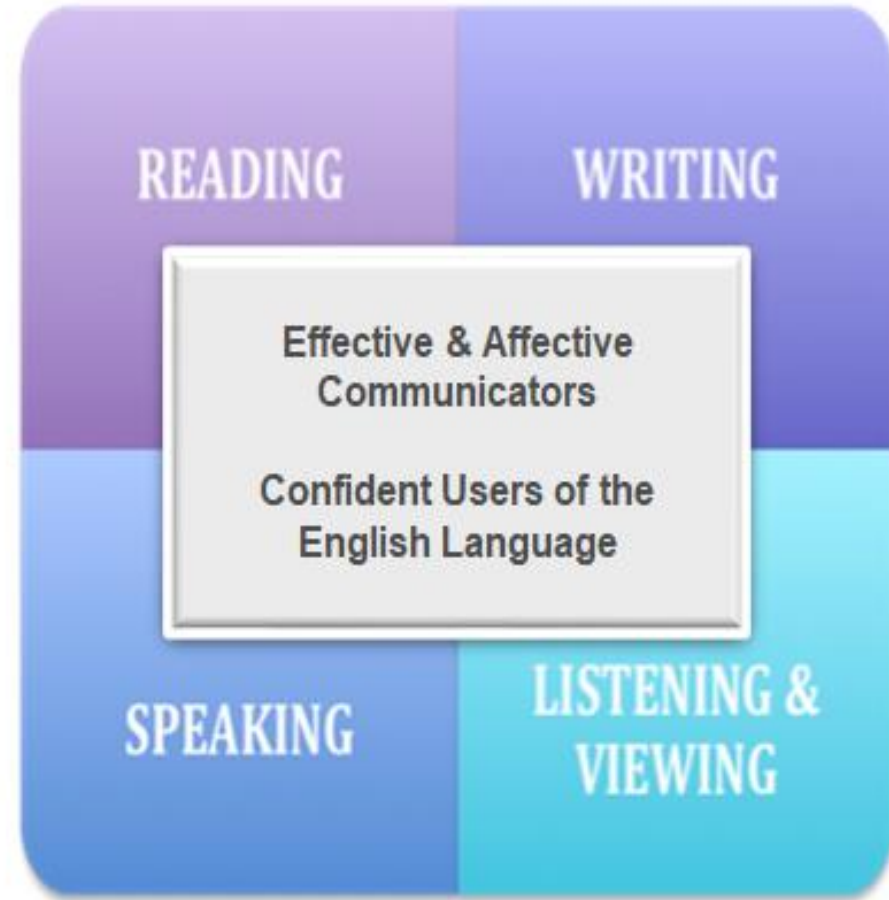 READING
WRITING
Effective & Affective
Communicators
Confident Users of the
English Language
SPEAKING
LISTENING &
VIEWING